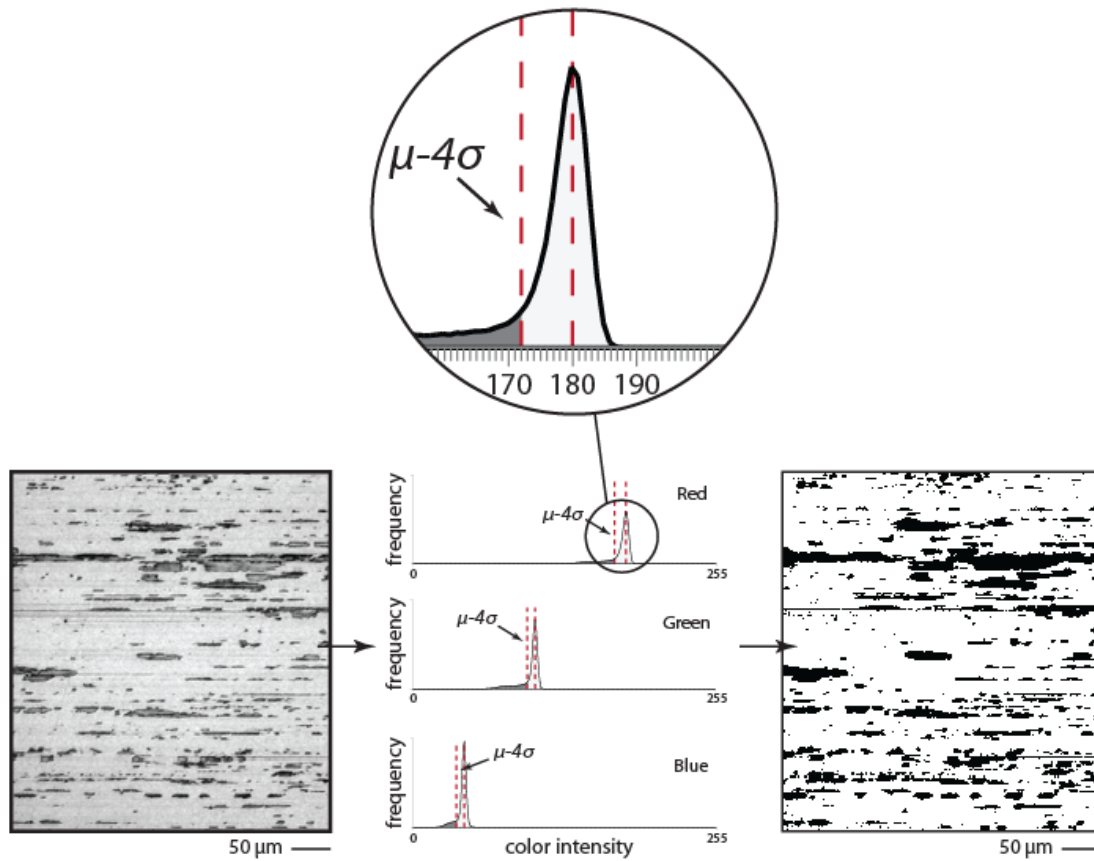 μ-4σ
170 180 190
Red
μ-4σ
frequency
0 255
Green
μ-4σ
frequency
0 255
Blue
μ-4σ
frequency
0 255
color intensity
50 μm
50 μm